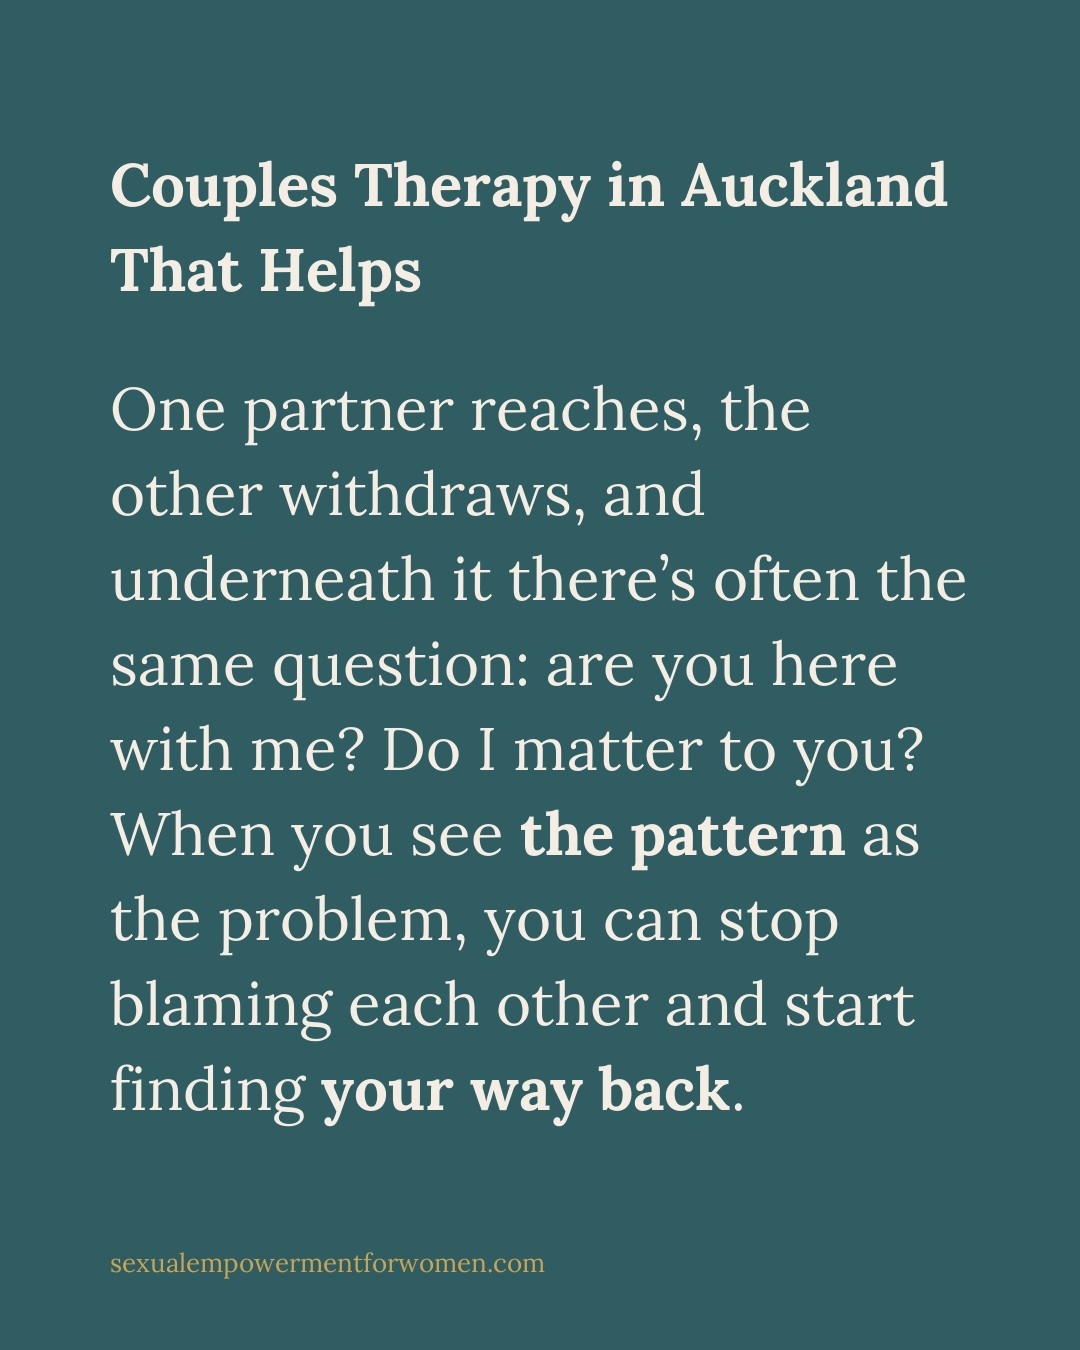 Couples Therapy in Auckland
That Helps
One partner reaches, the
other withdraws, and
underneath it there’s often the
same question: are you here
with me? Do I matter to you?
When you see the pattern as
the problem, you can stop
blaming each other and start
finding your way back.
sexualempowermentforwomen.com